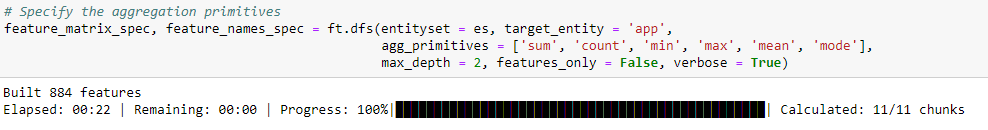 # Specify the aggregation primitives
feature_matrix_spec, feature_names_spec = ft.dfs(entityset = es, target_entity = 'app',
agg_primitives = ['sum', 'count', 'min', 'max', 'mean', 'mode'],
max_depth = 2, features_only = False, verbose = True)
Built 884 features
Elapsed: 00:22 | Remaining: 00:00 | Progress: 100%|██████████| Calculated: 11/11 chunks